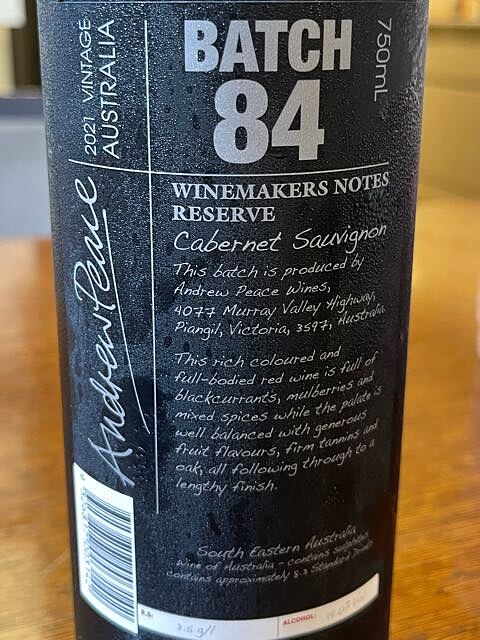 BATCH
84
750mL
2021 VINTAGE
AUSTRALIA
Andrew Peace
WINEMAKERS NOTES
RESERVE
Cabernet Sauvignon
This batch is produced by
Andrew Peace Wines,
4077 Murray Valley Highway,
Piangil, Victoria, 3597, Australia.
This rich coloured and
full-bodied red wine is full of
blackcurrants, mulberries and
mixed spices while the palate is
well balanced with generous
fruit flavours, firm tannins and
oak, all following through to a
lengthy finish.
South Eastern Australia
Wine of Australia - contains sulphites
contains approximately 8.3 Standard Drinks
R.S: 3.5 g/l
ALCOHOL: